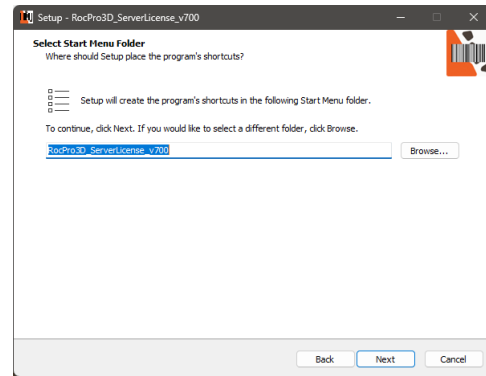 Setup - RocPro3D_ServerLicense_v700
Select Start Menu Folder
Where should Setup place the program's shortcuts?
Setup will create the program's shortcuts in the following Start Menu folder.
To continue, click Next. If you would like to select a different folder, click Browse.
RocPro3D_ServerLicense_v700
Browse...
Back
Next
Cancel